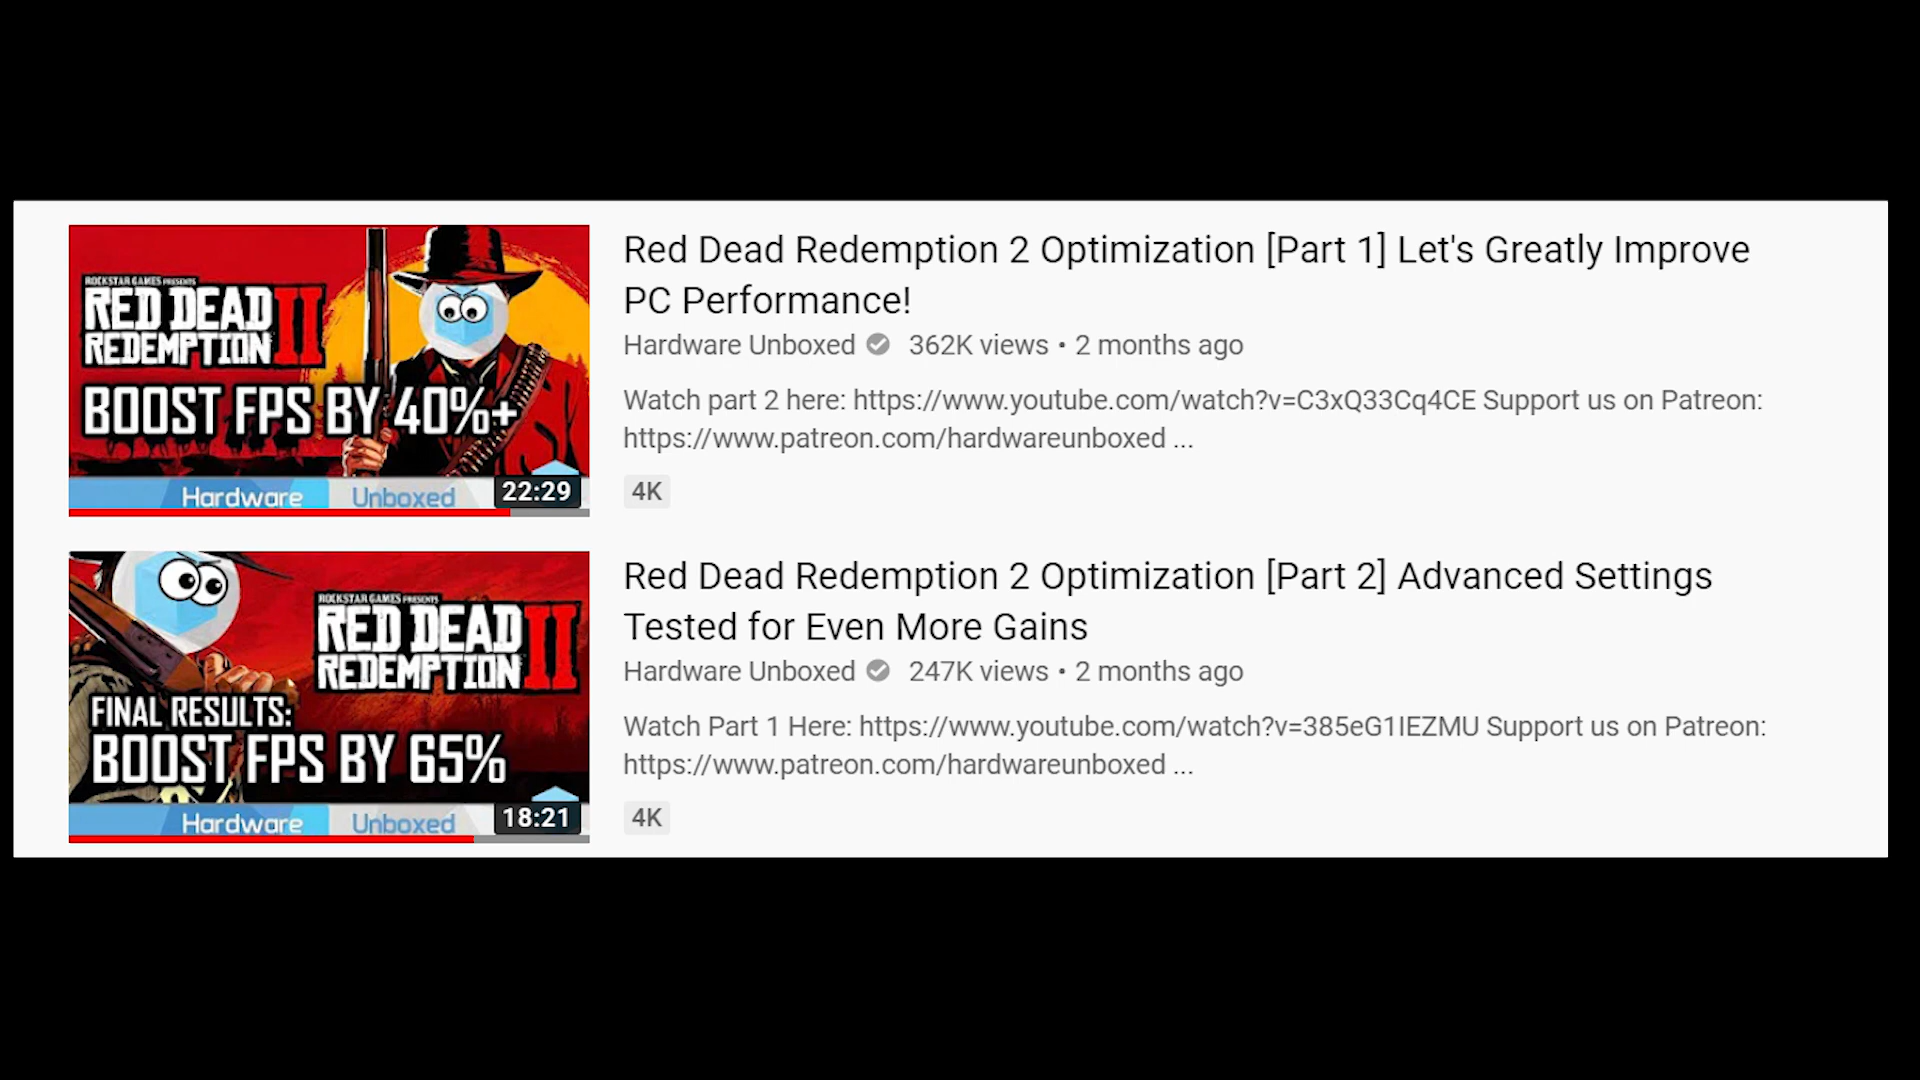 ROCKSTAR GAMES PRESENTS
RED DEAD
REDEMPTION II
BOOST FPS BY 40%+
Hardware Unboxed
22:29
Red Dead Redemption 2 Optimization [Part 1] Let's Greatly Improve
PC Performance!
Hardware Unboxed 362K views • 2 months ago
Watch part 2 here: https://www.youtube.com/watch?v=C3xQ33Cq4CE Support us on Patreon:
https://www.patreon.com/hardwareunboxed ...
4K
ROCKSTAR GAMES PRESENTS
RED DEAD
REDEMPTION II
FINAL RESULTS:
BOOST FPS BY 65%
Hardware Unboxed
18:21
Red Dead Redemption 2 Optimization [Part 2] Advanced Settings
Tested for Even More Gains
Hardware Unboxed 247K views • 2 months ago
Watch Part 1 Here: https://www.youtube.com/watch?v=385eG1IEZMU Support us on Patreon:
https://www.patreon.com/hardwareunboxed ...
4K